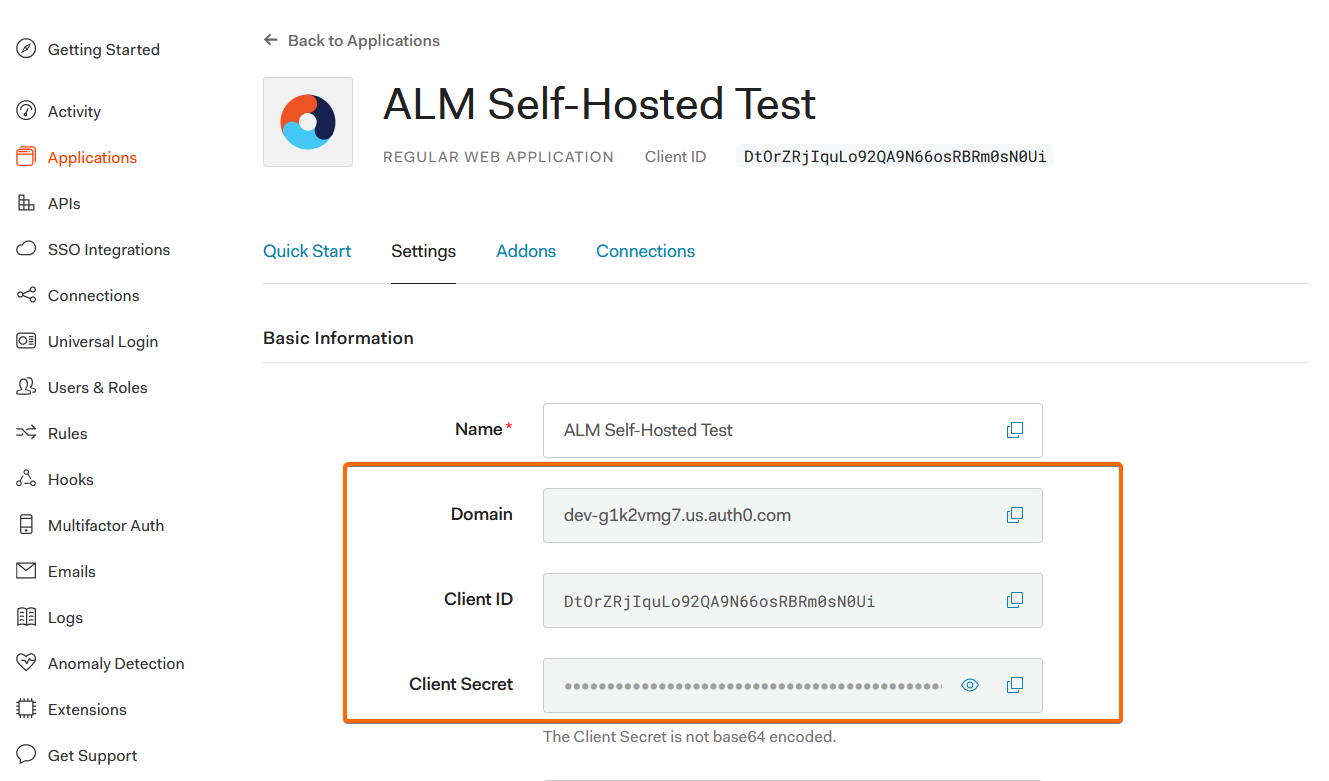 Getting Started
Activity
Applications
APIs
SSO Integrations
Connections
Universal Login
Users & Roles
Rules
Hooks
Multifactor Auth
Emails
Logs
Anomaly Detection
Extensions
Get Support
Back to Applications
ALM Self-Hosted Test
REGULAR WEB APPLICATION Client ID DtOrZRjIquLo92QA9N66osRBRm0sN0Ui
Quick Start Settings Addons Connections
Basic Information
Name* ALM Self-Hosted Test
Domain dev-g1k2vmg7.us.auth0.com
Client ID DtOrZRjIquLo92QA9N66osRBRm0sN0Ui
Client Secret
The Client Secret is not base64 encoded.